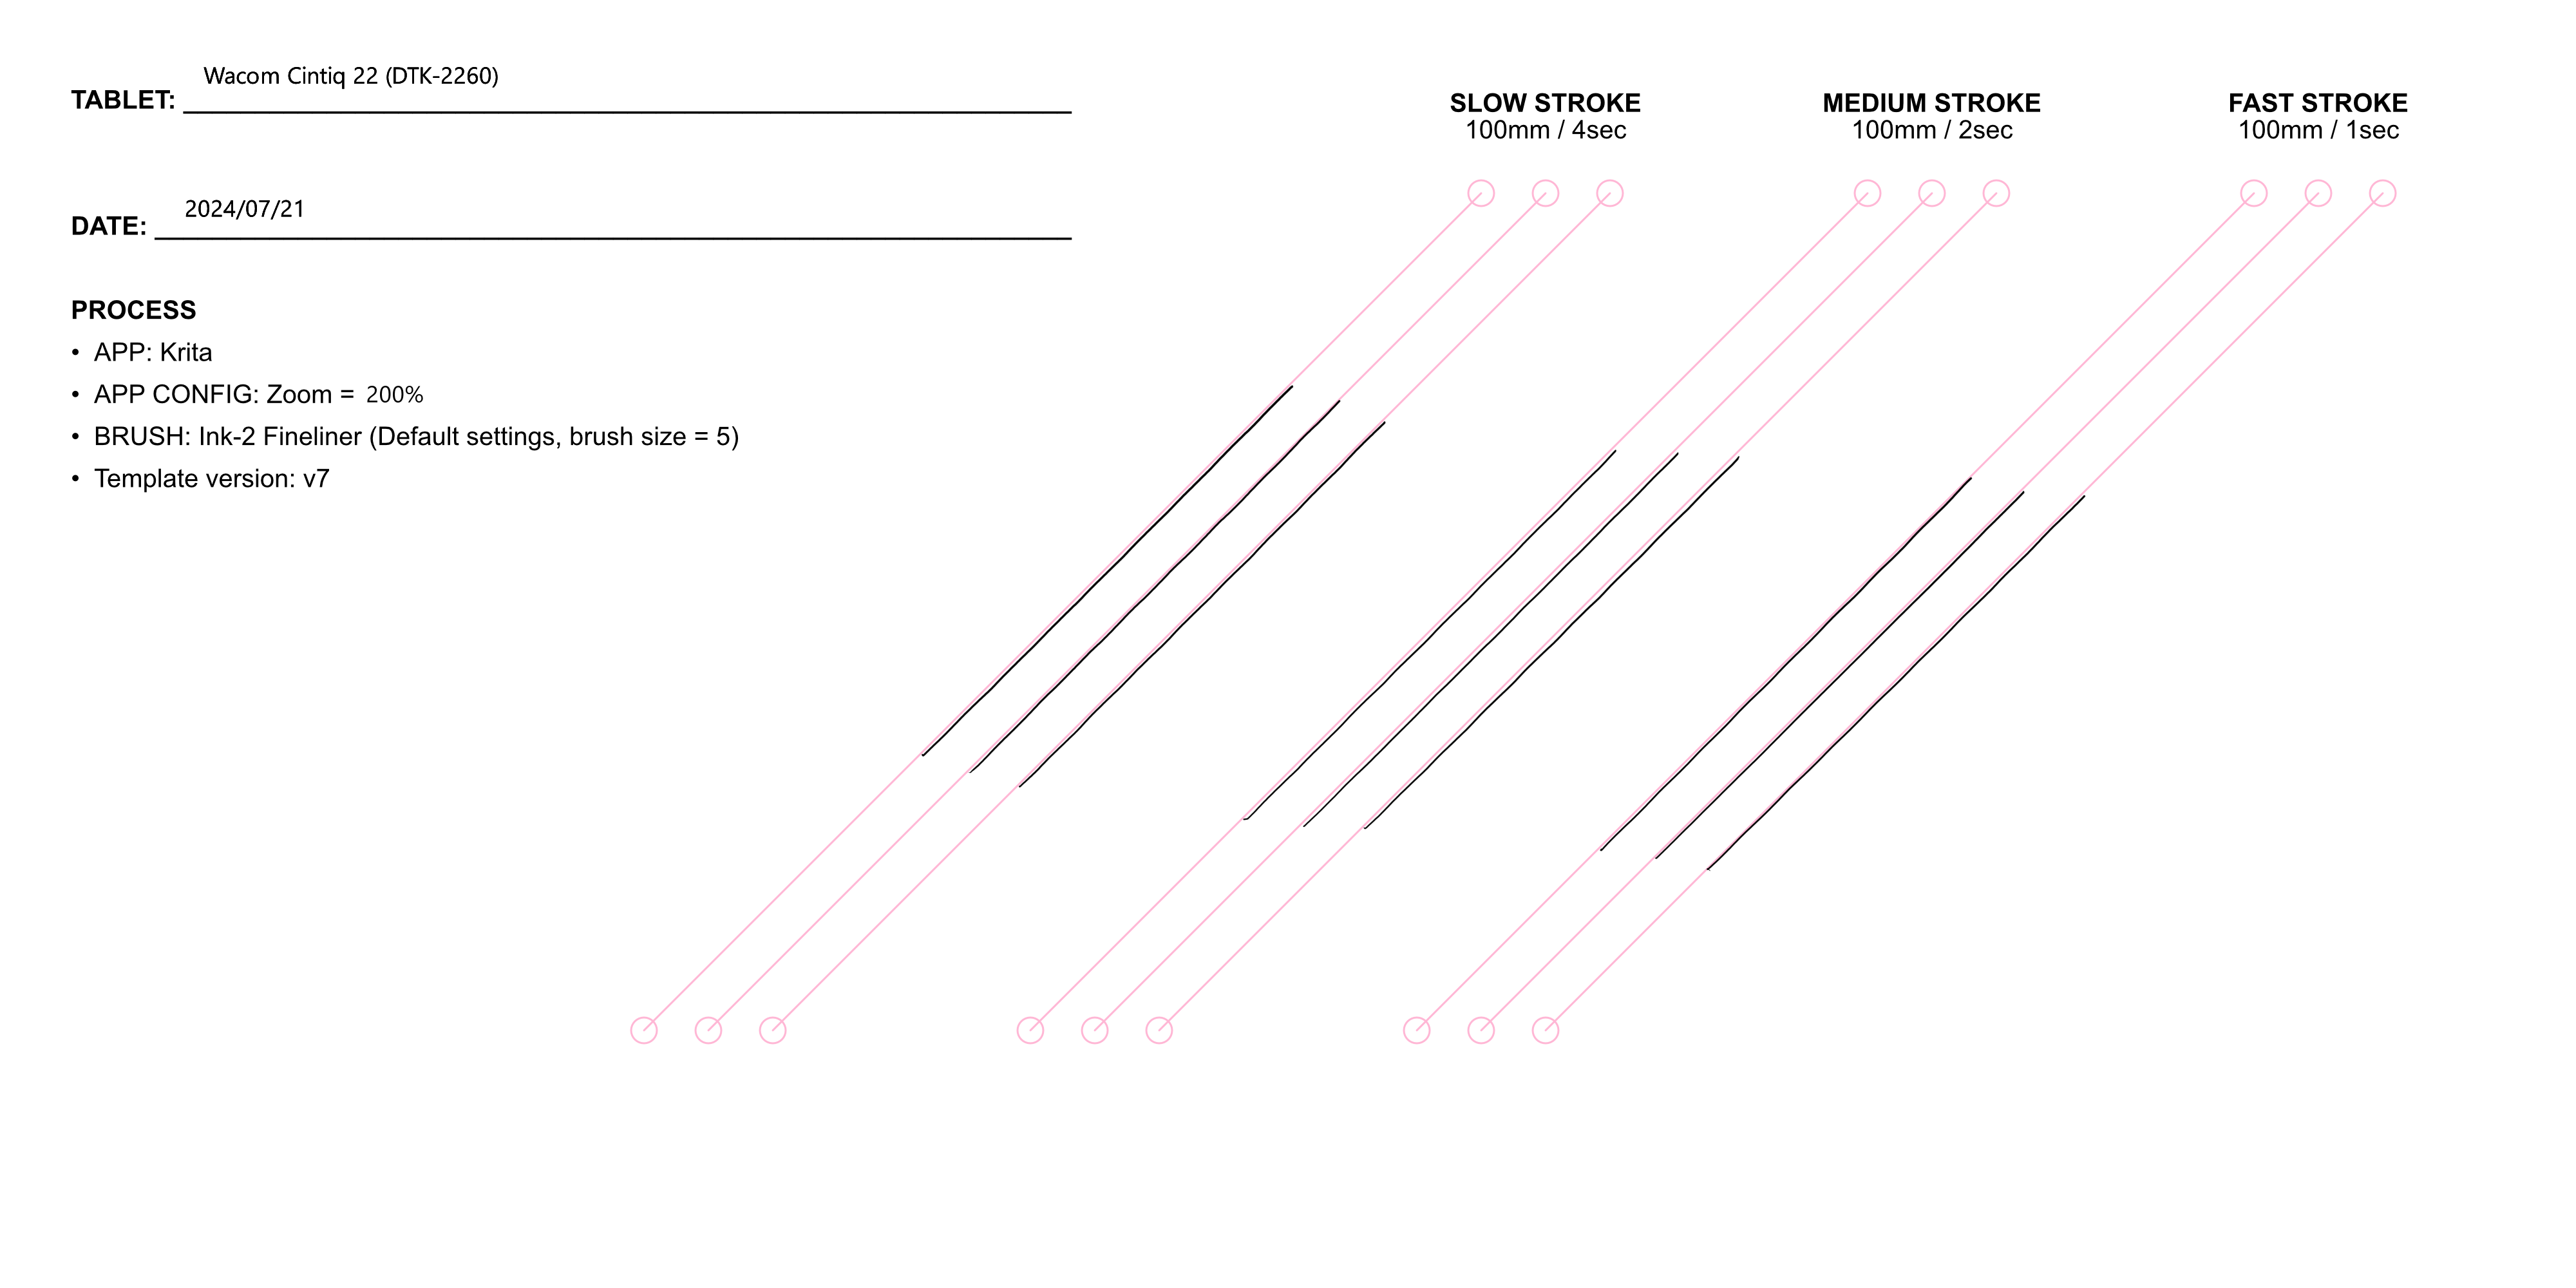 TABLET: Wacom Cintiq 22 (DTK-2260)
DATE: 2024/07/21
PROCESS
• APP: Krita
• APP CONFIG: Zoom = 200%
• BRUSH: Ink-2 Fineliner (Default settings, brush size = 5)
• Template version: v7
SLOW STROKE
100mm / 4sec
MEDIUM STROKE
100mm / 2sec
FAST STROKE
100mm / 1sec